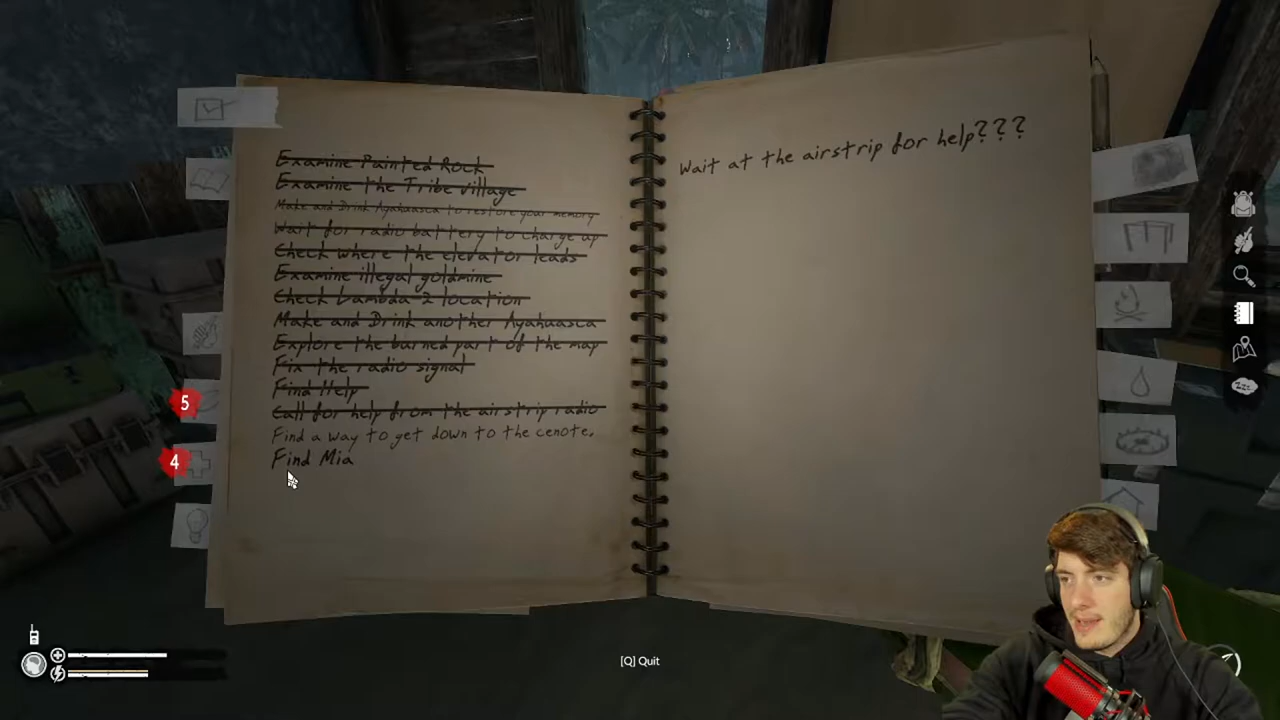 Examine Painted Rock
Examine the Tribe Village
Make and Drink Ayahuasca to restore your memory
Wait for radio battery to charge up
Check where the elevator leads
Examine illegal goldmine
Check Lambda-2 location
Make and Drink another Ayahuasca
Explore the burned part of the map
Fix the radio signal
Find Help
Call for help from the airstrip radio
Find a way to get down to the cenote.
Find Mia
5
4
Wait at the airstrip for help???
zzz
[Q] Quit